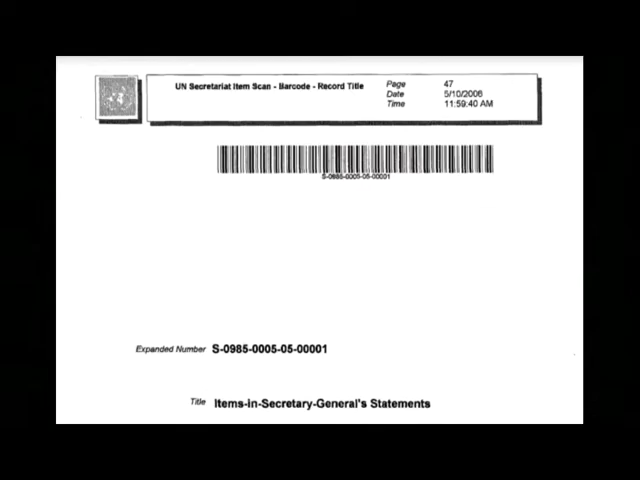 UN Secretariat Item Scan - Barcode - Record Title
Page 47
Date 5/10/2006
Time 11:59:40 AM
S-0985-0005-05-00001
Expanded Number S-0985-0005-05-00001
Title Items-in-Secretary-General's Statements